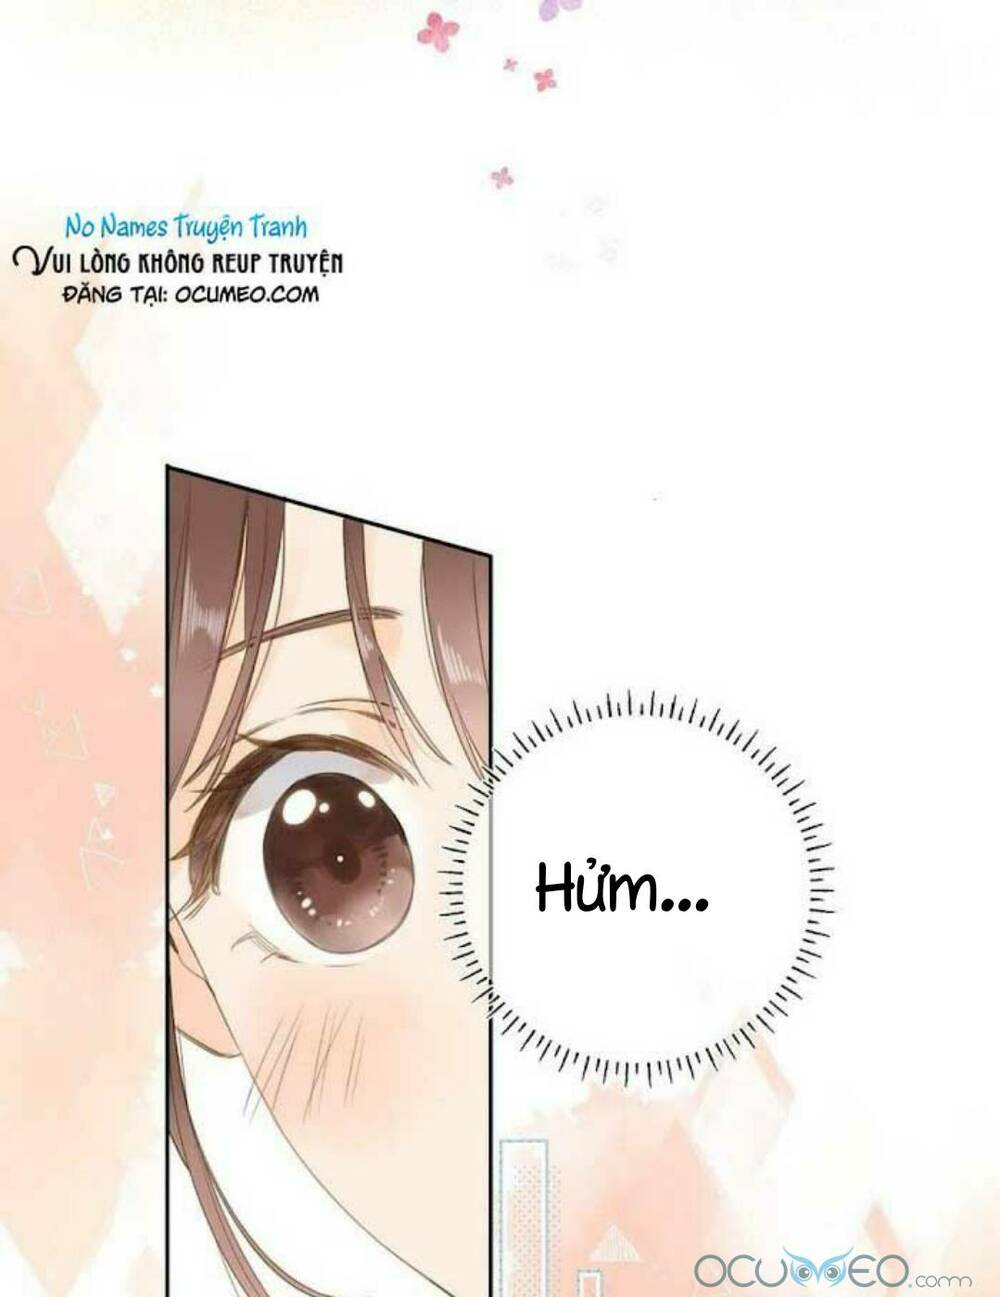 No Names Truyện Tranh
VUI LÒNG KHÔNG REUP TRUYỆN
ĐĂNG TẠI: OCUMEO.COM
Hửm...
OCUMEO.com